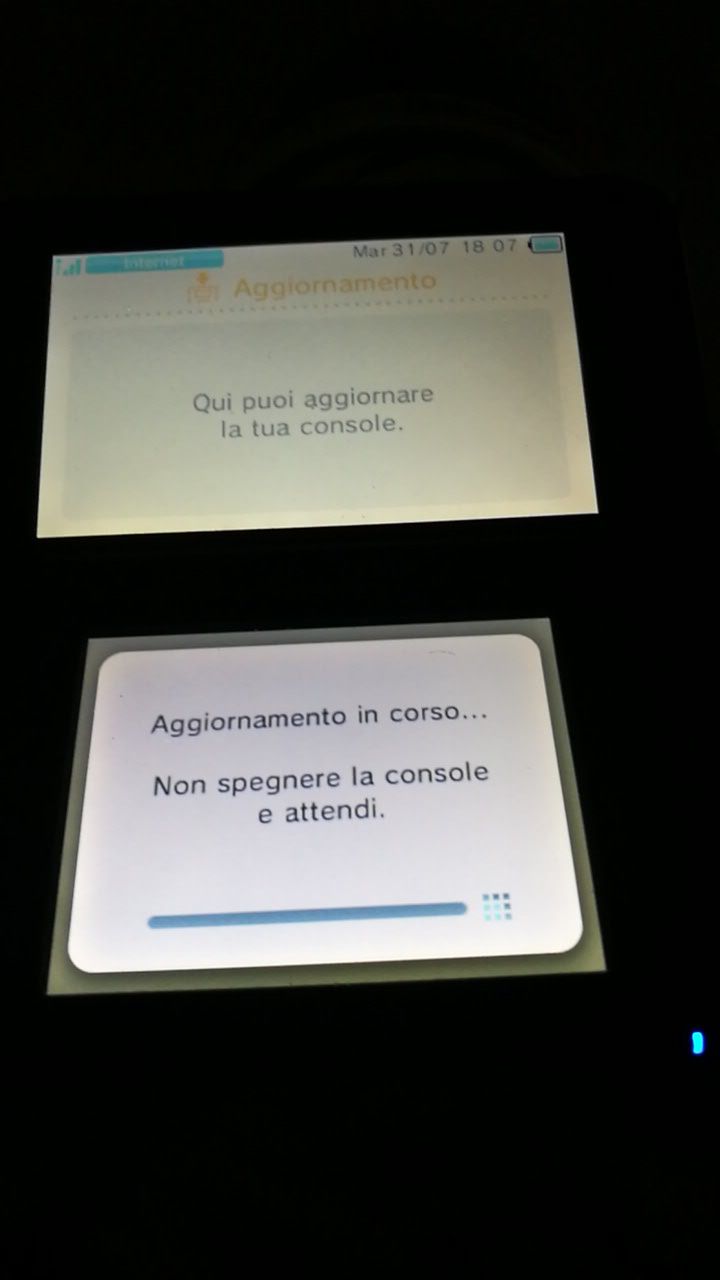 Internet
Mar 31/07 18 07
Aggiornamento
Qui puoi aggiornare
la tua console.
Aggiornamento in corso...
Non spegnere la console
e attendi.